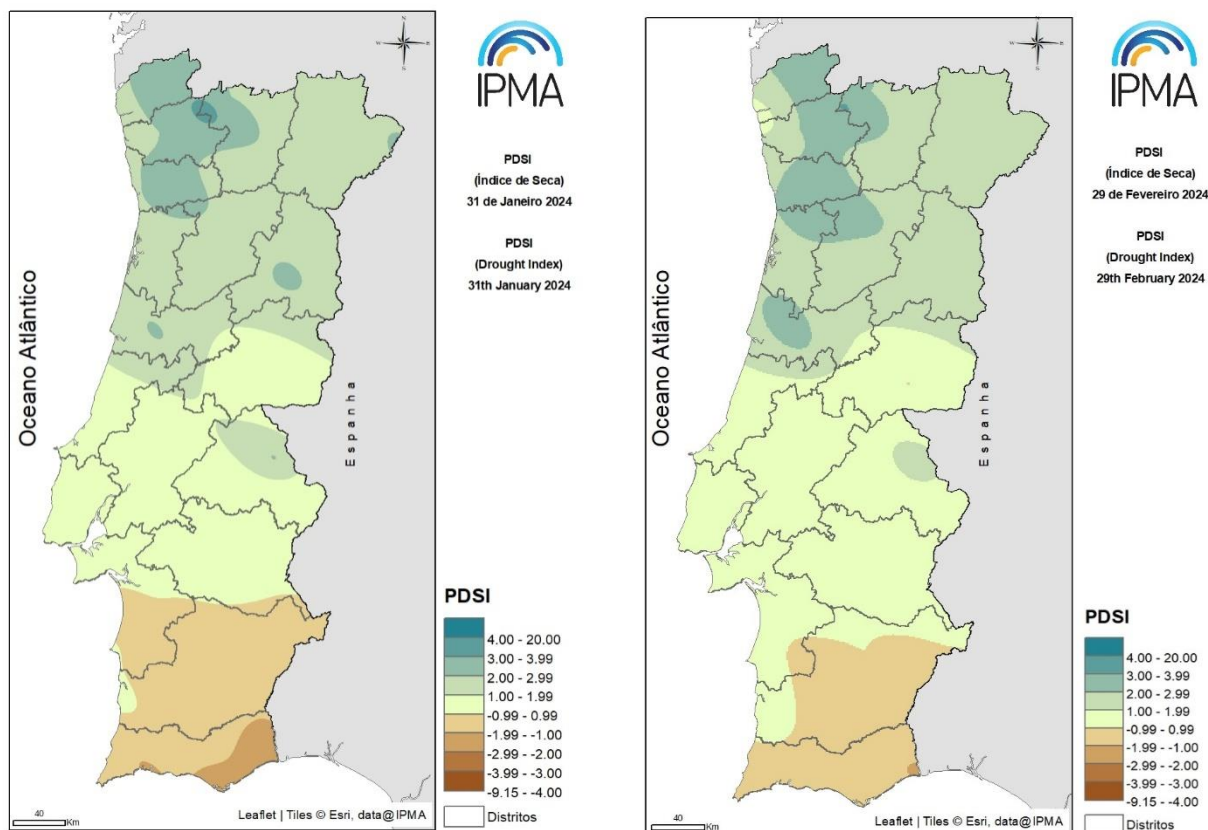 IPMA
PDSI
(Índice de Seca)
31 de Janeiro 2024
PDSI
(Drought Index)
31th January 2024
Oceano Atlântico
Espanha
PDSI
4.00 - 20.00
3.00 - 3.99
2.00 - 2.99
1.00 - 1.99
-0.99 - 0.99
-1.99 - -1.00
-2.99 - -2.00
-3.99 - -3.00
-9.15 - -4.00
Distritos
40
Km
Leaflet | Tiles © Esri, data@IPMA
IPMA
PDSI
(Índice de Seca)
29 de Fevereiro 2024
PDSI
(Drought Index)
29th February 2024
Oceano Atlântico
Espanha
PDSI
4.00 - 20.00
3.00 - 3.99
2.00 - 2.99
1.00 - 1.99
-0.99 - 0.99
-1.99 - -1.00
-2.99 - -2.00
-3.99 - -3.00
-9.15 - -4.00
Distritos
40
Km
Leaflet | Tiles © Esri, data@IPMA